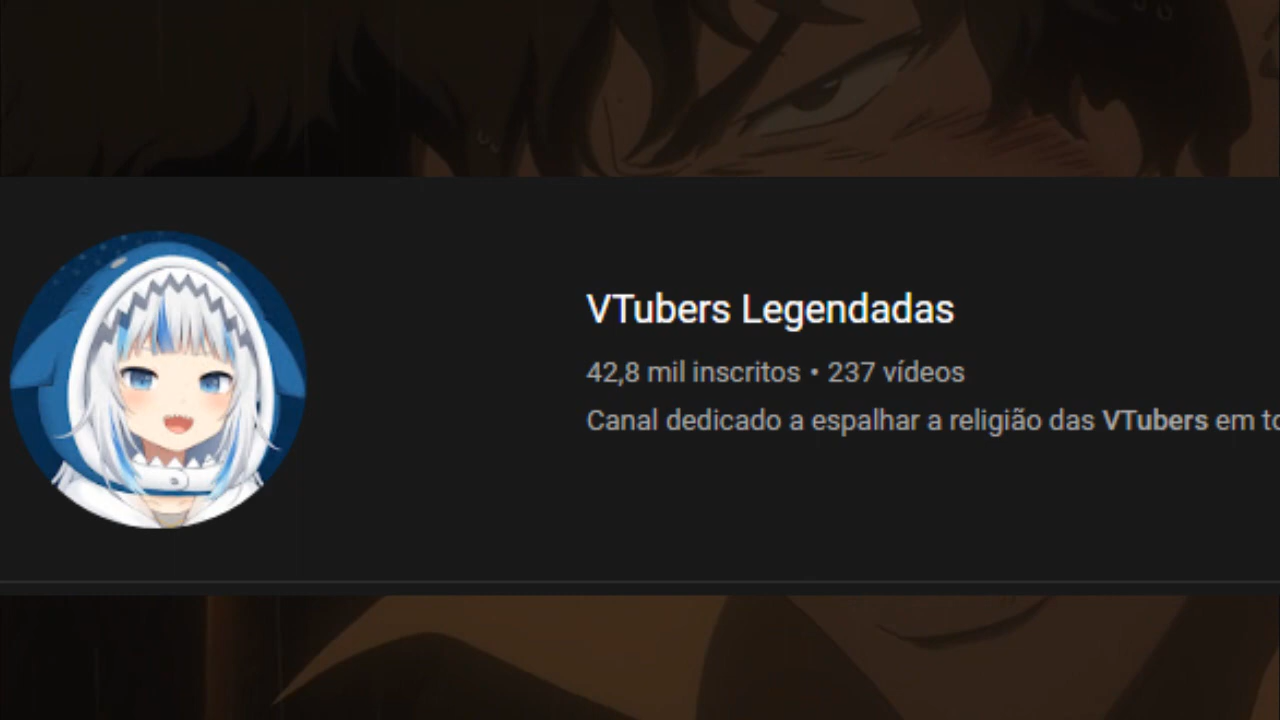 VTubers Legendadas
42,8 mil inscritos • 237 vídeos
Canal dedicado a espalhar a religião das VTubers em